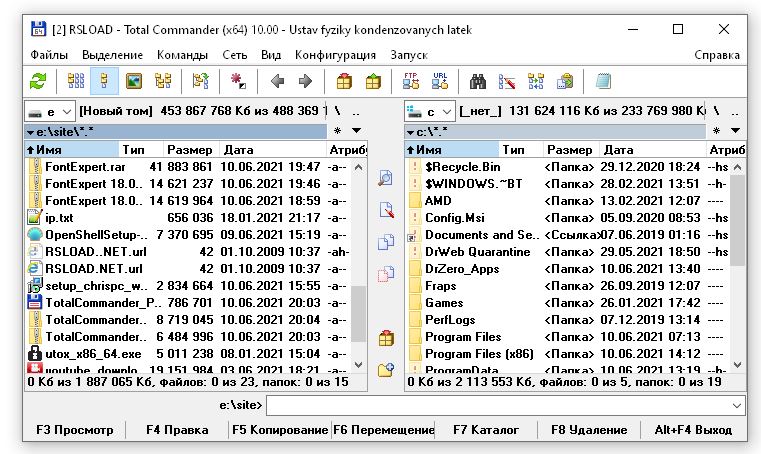 [2] RSLOAD - Total Commander (x64) 10.00 - Ustav fyziky kondenzovanych latek
Файлы Выделение Команды Сеть Вид Конфигурация Запуск Справка
FTP URL
e [Новый том] 453 867 768 Кб из 488 369 1 \ ..
c [_нет_] 131 624 116 Кб из 233 769 980 К \ ..
e:\site\*.* * 
Имя Тип Размер Дата Атрибу
FontExpert.rar 41 883 861 10.06.2021 19:47 -a--
FontExpert 18.0.. 14 621 237 10.06.2021 19:46 -a--
FontExpert 18.0.. 14 619 964 10.06.2021 18:59 -a--
ip.txt 656 036 18.01.2021 21:17 -a--
OpenShellSetup-.. 7 370 695 09.06.2021 15:19 -a--
RSLOAD..NET.url 42 01.10.2009 10:37 -ah-
RSLOAD.NET.url 42 01.10.2009 10:37 -a--
setup_chrispc_w.. 2 834 664 10.06.2021 15:55 -a--
TotalCommander_P.. 786 701 10.06.2021 20:03 -a--
TotalCommander.. 8 719 045 10.06.2021 20:04 -a--
TotalCommander.. 6 484 996 10.06.2021 20:03 -a--
utox_x86_64.exe 5 011 238 08.01.2021 15:04 -a--
youtube_downlo.. 19 151 984 03.06.2021 18:21 -a--
0 Кб из 1 887 065 Кб, файлов: 0 из 23, папок: 0 из 15
c:\*.* *
Имя Тип Размер Дата Атриб
$Recycle.Bin <Папка> 29.12.2020 18:24 --hs
$WINDOWS.~BT <Папка> 28.02.2021 13:51 --h-
AMD <Папка> 13.02.2021 12:07 ----
Config.Msi <Папка> 05.09.2020 08:53 --hs
Documents and Se.. <Ссылка> 07.06.2019 01:16 --hs
DrWeb Quarantine <Папка> 29.05.2021 18:50 --hs
DrZero_Apps <Папка> 10.06.2021 13:40 ----
Fraps <Папка> 26.09.2019 12:07 ----
Games <Папка> 26.01.2021 17:42 ----
PerfLogs <Папка> 07.12.2019 13:14 ----
Program Files <Папка> 10.06.2021 07:13 ----
Program Files (x86) <Папка> 10.06.2021 14:12 ----
ProgramData <Папка> 10.06.2021 13:19 --h-
0 Кб из 2 113 553 Кб, файлов: 0 из 5, папок: 0 из 19
e:\site>
F3 Просмотр F4 Правка F5 Копирование F6 Перемещение F7 Каталог F8 Удаление Alt+F4 Выход